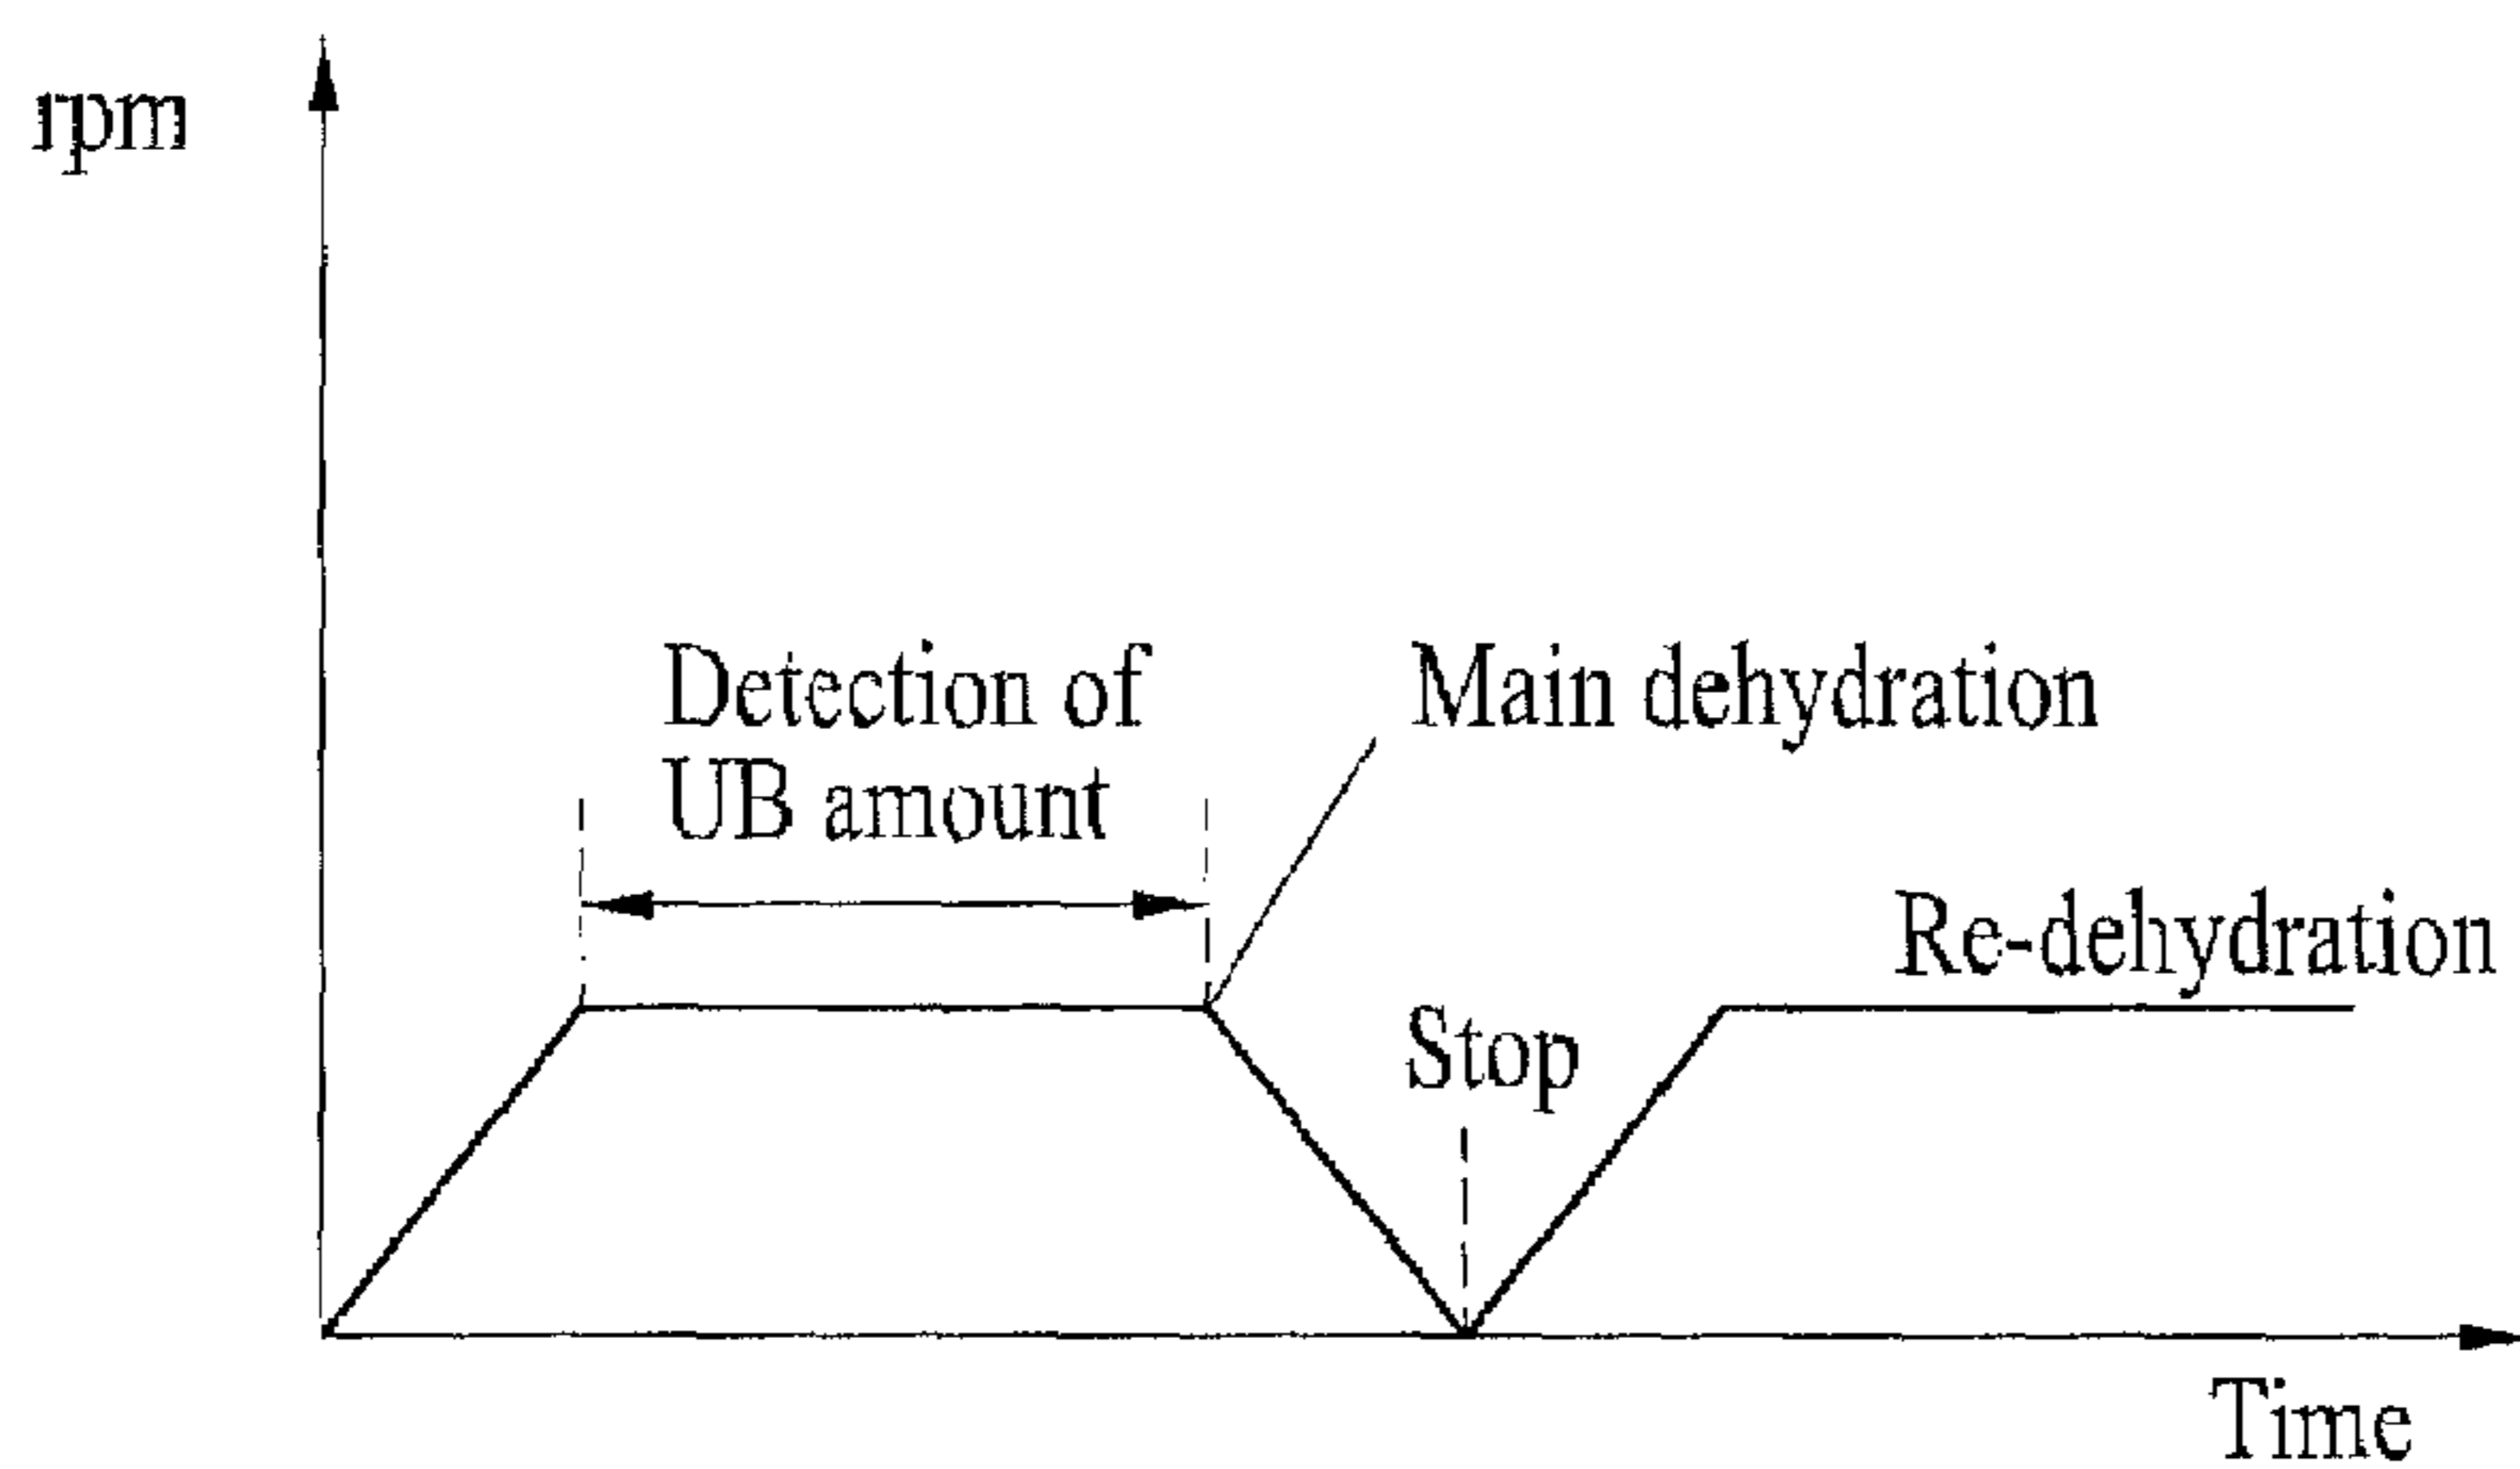 rpm
Detection of
UB amount
Main dehydration
Re-dehydration
Stop
Time